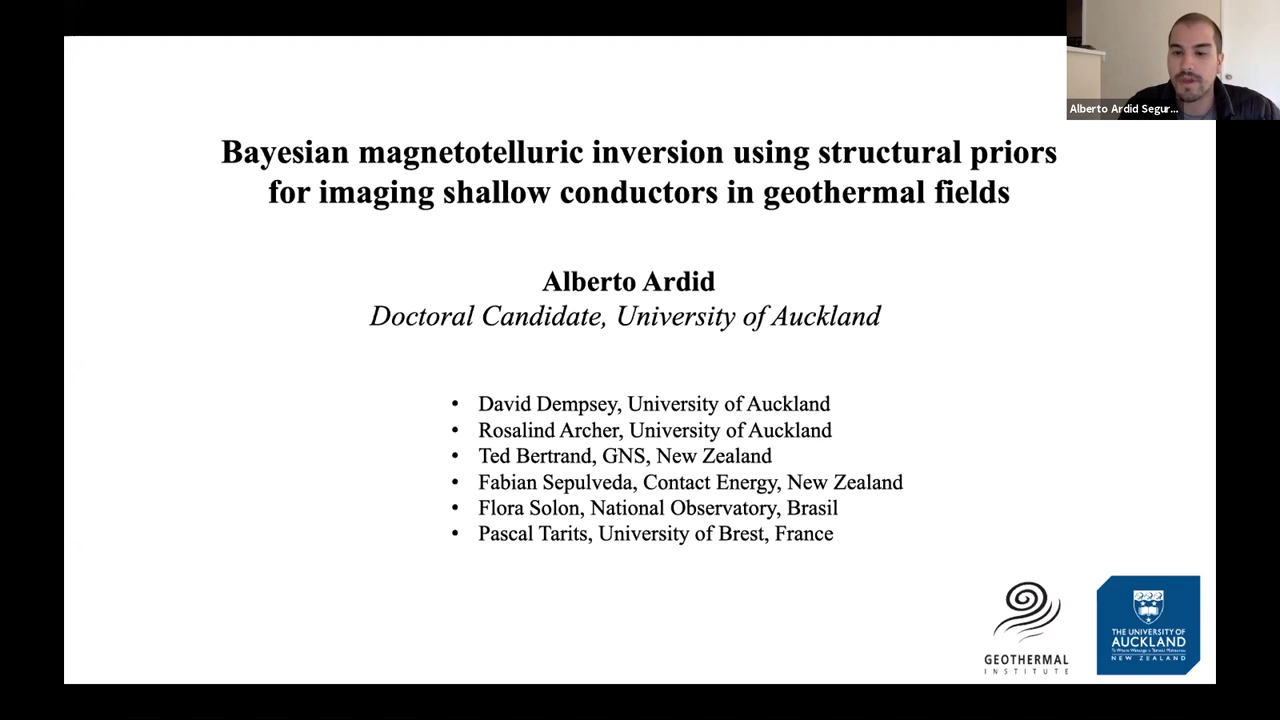 Alberto Ardid Segur...
Bayesian magnetotelluric inversion using structural priors
for imaging shallow conductors in geothermal fields
Alberto Ardid
Doctoral Candidate, University of Auckland
• David Dempsey, University of Auckland
• Rosalind Archer, University of Auckland
• Ted Bertrand, GNS, New Zealand
• Fabian Sepulveda, Contact Energy, New Zealand
• Flora Solon, National Observatory, Brasil
• Pascal Tarits, University of Brest, France
GEOTHERMAL
INSTITUTE
THE UNIVERSITY OF
AUCKLAND
NEW ZEALAND